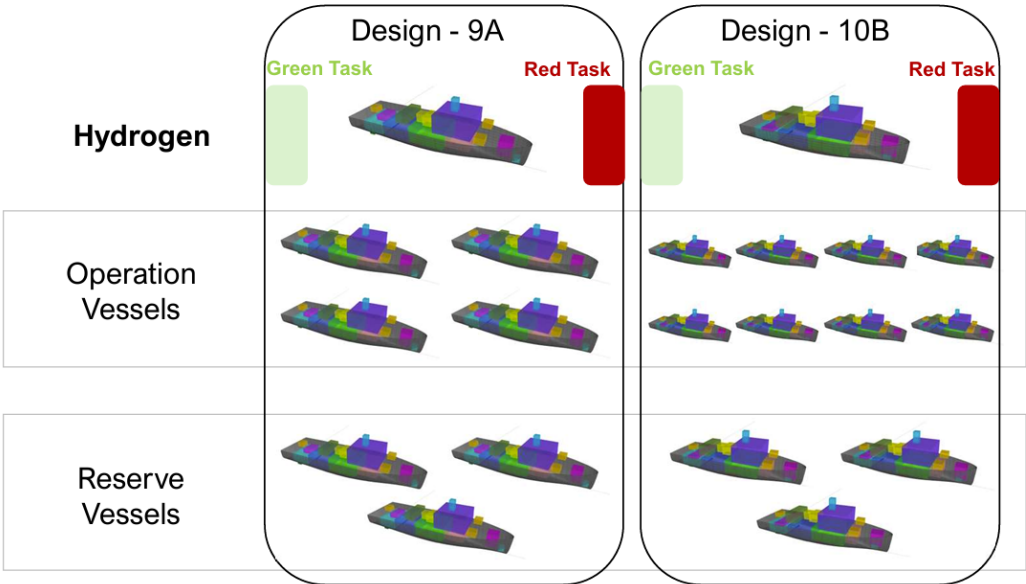 Design - 9A
Design - 10B
Green Task
Red Task
Green Task
Red Task
Hydrogen
Operation
Vessels
Reserve
Vessels